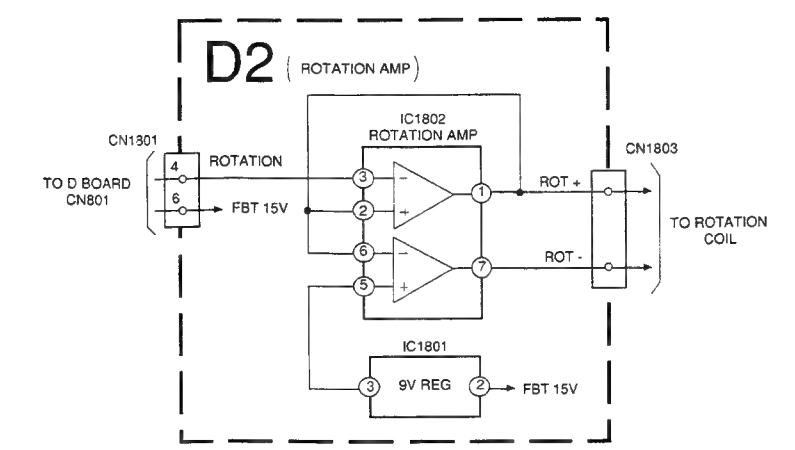 D2 ( ROTATION AMP )
IC1802
ROTATION AMP
CN1801
4
ROTATION
TO D BOARD
CN801
6
FBT 15V
3
−
2
+
1
ROT +
6
−
5
+
7
ROT -
CN1803
TO ROTATION
COIL
IC1801
3
9V REG
2
FBT 15V